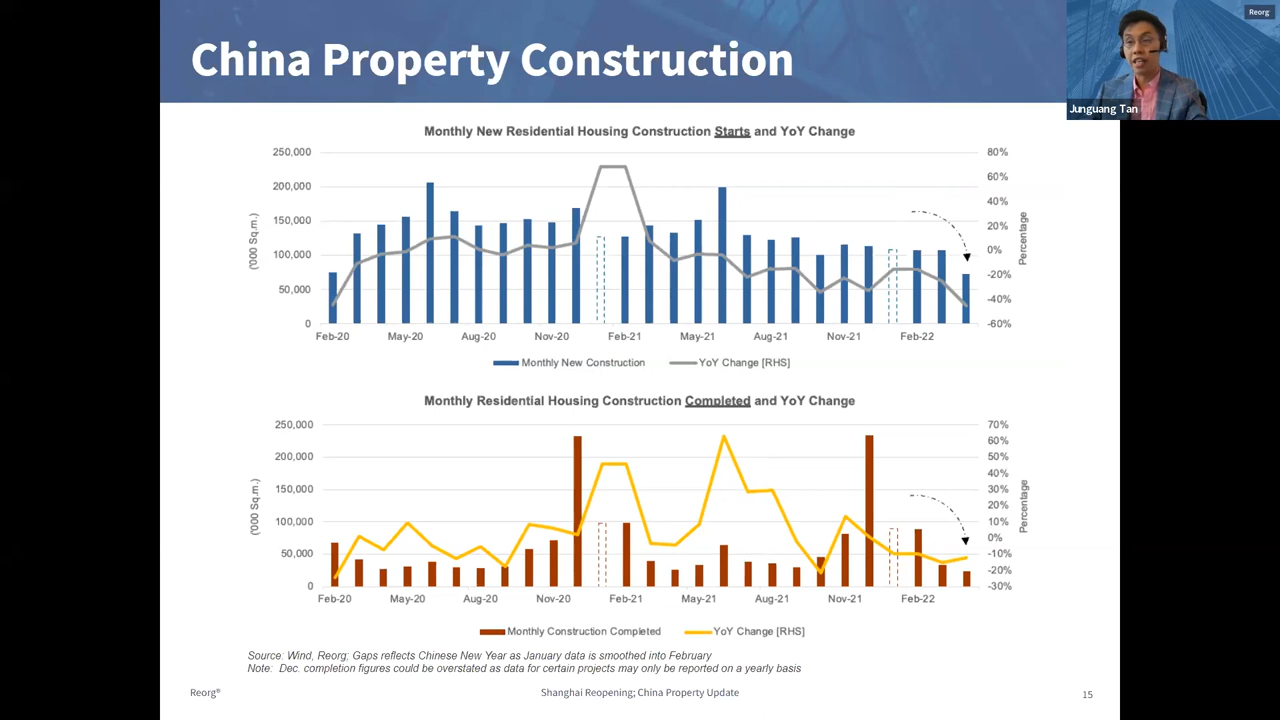 China Property Construction
Reorg
Junguang Tan
Monthly New Residential Housing Construction Starts and YoY Change
250,000
200,000
150,000
100,000
50,000
0
('000 Sq.m.)
80%
60%
40%
20%
0%
-20%
-40%
-60%
Percentage
Feb-20 May-20 Aug-20 Nov-20 Feb-21 May-21 Aug-21 Nov-21 Feb-22
Monthly New Construction YoY Change [RHS]
Monthly Residential Housing Construction Completed and YoY Change
250,000
200,000
150,000
100,000
50,000
0
('000 Sq.m.)
70%
60%
50%
40%
30%
20%
10%
0%
-10%
-20%
-30%
Percentage
Feb-20 May-20 Aug-20 Nov-20 Feb-21 May-21 Aug-21 Nov-21 Feb-22
Monthly Construction Completed YoY Change [RHS]
Source: Wind, Reorg; Gaps reflects Chinese New Year as January data is smoothed into February
Note: Dec. completion figures could be overstated as data for certain projects may only be reported on a yearly basis
Reorg® Shanghai Reopening; China Property Update 15